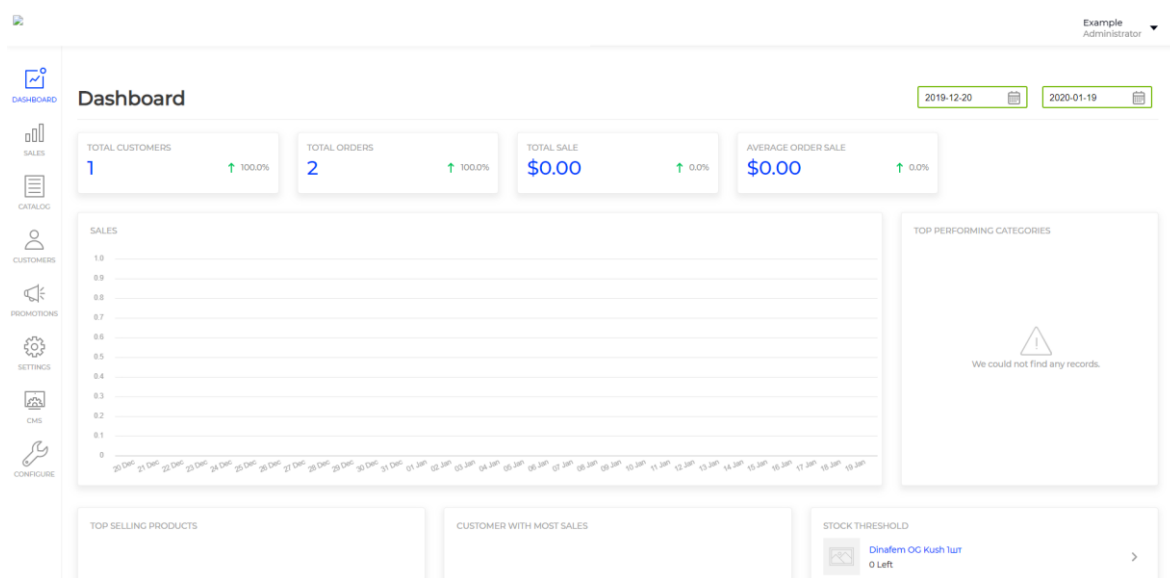 Example
Administrator
DASHBOARD
SALES
CATALOG
CUSTOMERS
PROMOTIONS
SETTINGS
CMS
CONFIGURE
Dashboard
2019-12-20
2020-01-19
TOTAL CUSTOMERS
1
100.0%
TOTAL ORDERS
2
100.0%
TOTAL SALE
$0.00
0.0%
AVERAGE ORDER SALE
$0.00
0.0%
SALES
1.0
0.9
0.8
0.7
0.6
0.5
0.4
0.3
0.2
0.1
0
20 Dec 21 Dec 22 Dec 23 Dec 24 Dec 25 Dec 26 Dec 27 Dec 28 Dec 29 Dec 30 Dec 31 Dec 01 Jan 02 Jan 03 Jan 04 Jan 05 Jan 06 Jan 07 Jan 08 Jan 09 Jan 10 Jan 11 Jan 12 Jan 13 Jan 14 Jan 15 Jan 16 Jan 17 Jan 18 Jan 19 Jan
TOP PERFORMING CATEGORIES
We could not find any records.
TOP SELLING PRODUCTS
CUSTOMER WITH MOST SALES
STOCK THRESHOLD
Dinafem OG Kush 1шт
0 Left